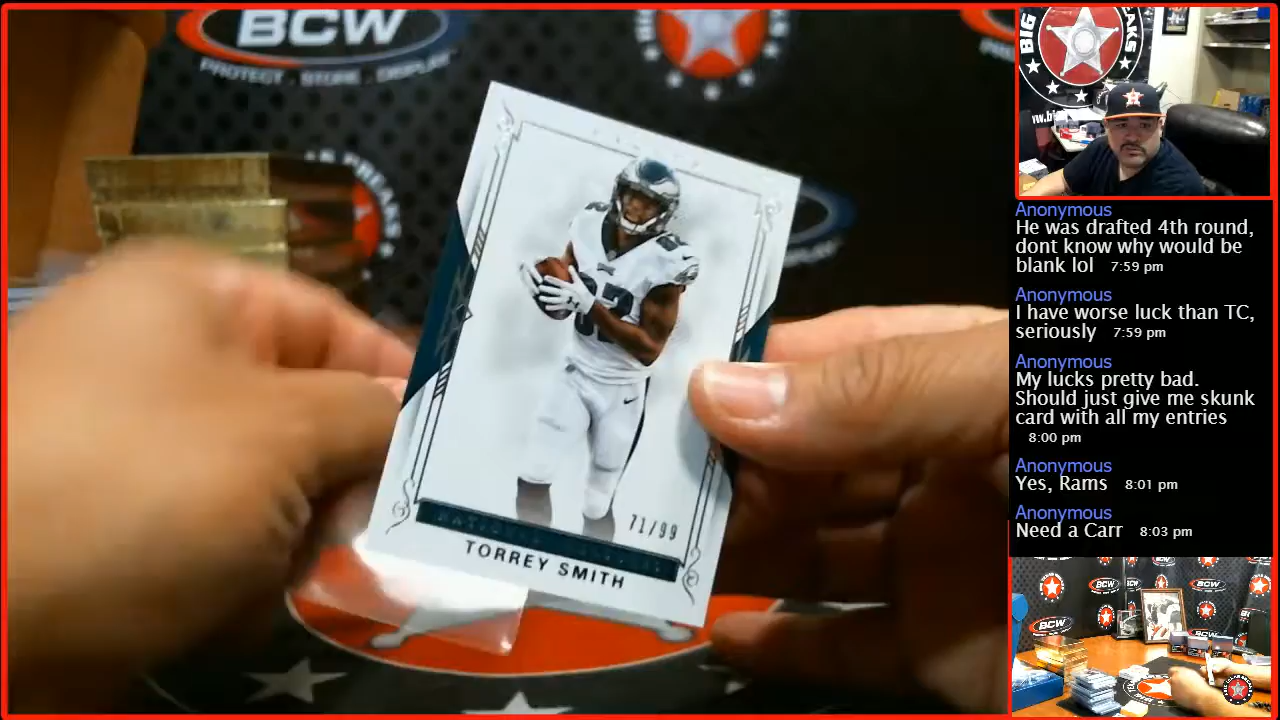 BCW
PROTECT . STORE . DISPLAY
82
71/99
TORREY SMITH
BIG
Anonymous
He was drafted 4th round,
dont know why would be
blank lol 7:59 pm
Anonymous
I have worse luck than TC,
seriously 7:59 pm
Anonymous
My lucks pretty bad.
Should just give me skunk
card with all my entries
8:00 pm
Anonymous
Yes, Rams 8:01 pm
Anonymous
Need a Carr 8:03 pm
BCW
BCW
BCW